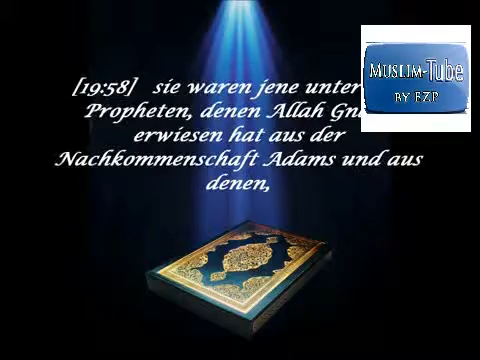 [19:58] sie waren jene unter
Propheten, denen Allah
erwiesen hat aus der
Nachkommenschaft Adams und aus
denen,
MUSLIM-Tube
BY EZP